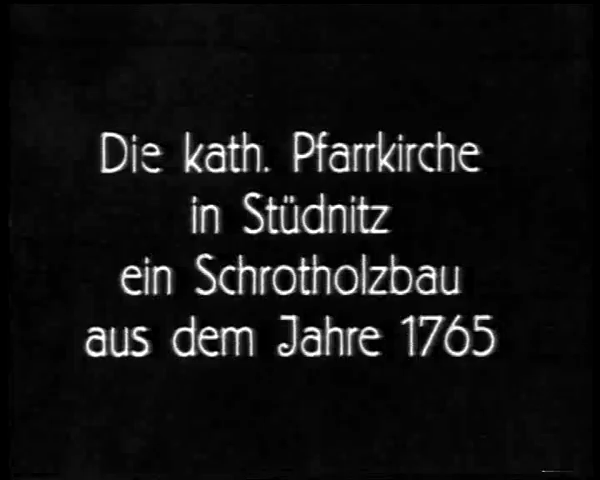 Die kath. Pfarrkirche
in Stüdnitz
ein Schrotholzbau
aus dem Jahre 1765